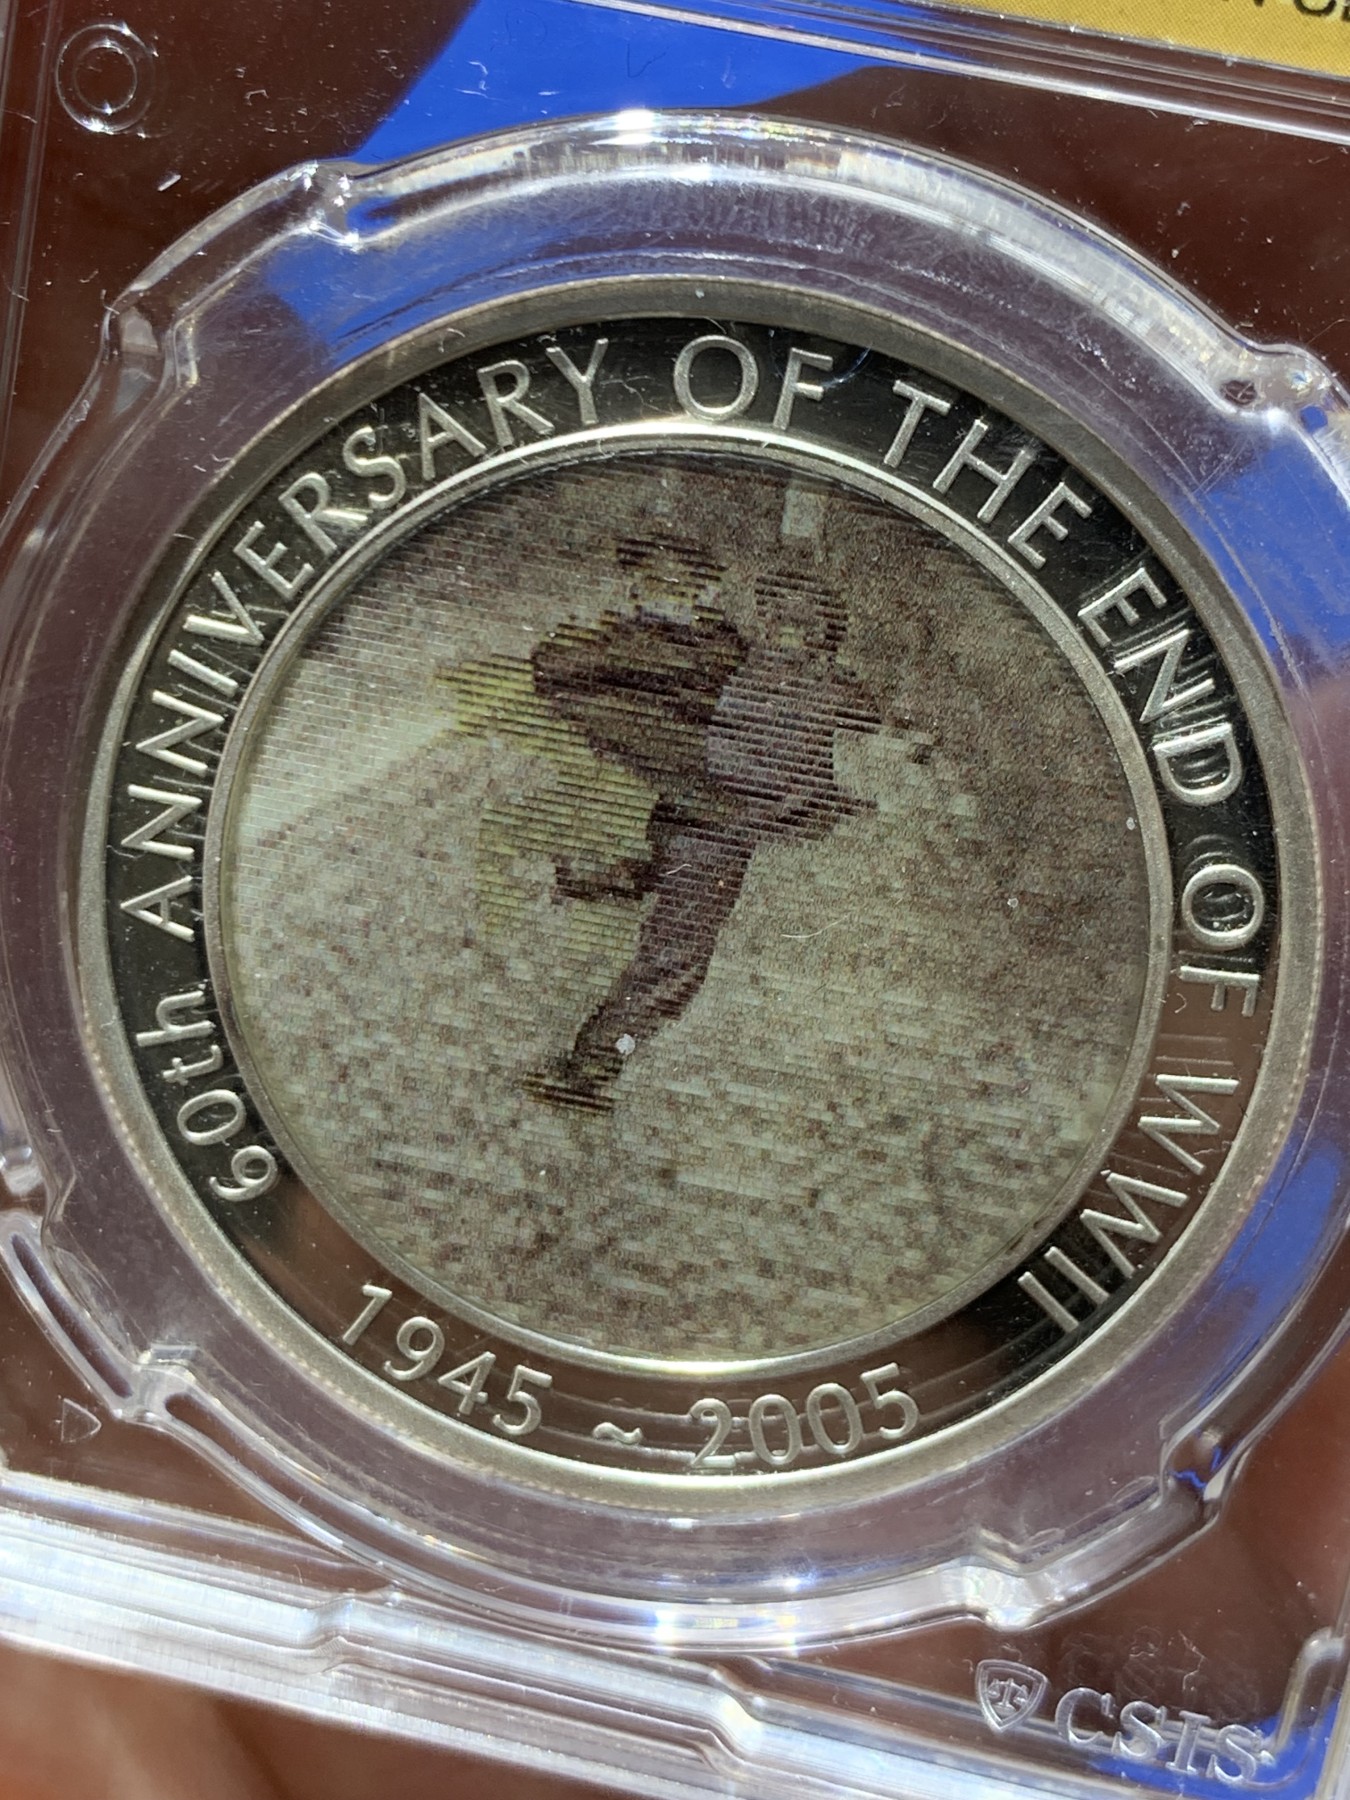 60th ANNIVERSARY OF THE END OF WWII
1945 ~ 2005
CSIS